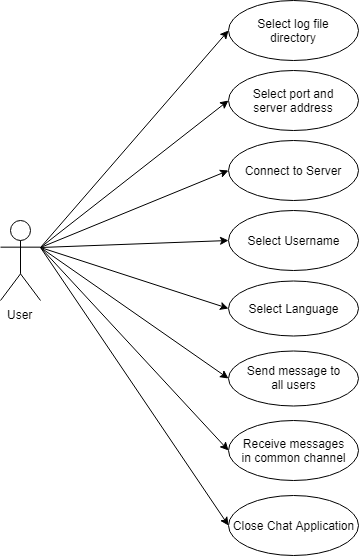 Select log file
directory
Select port and
server address
Connect to Server
Select Username
User
Select Language
Send message to
all users
Receive messages
in common channel
Close Chat Application